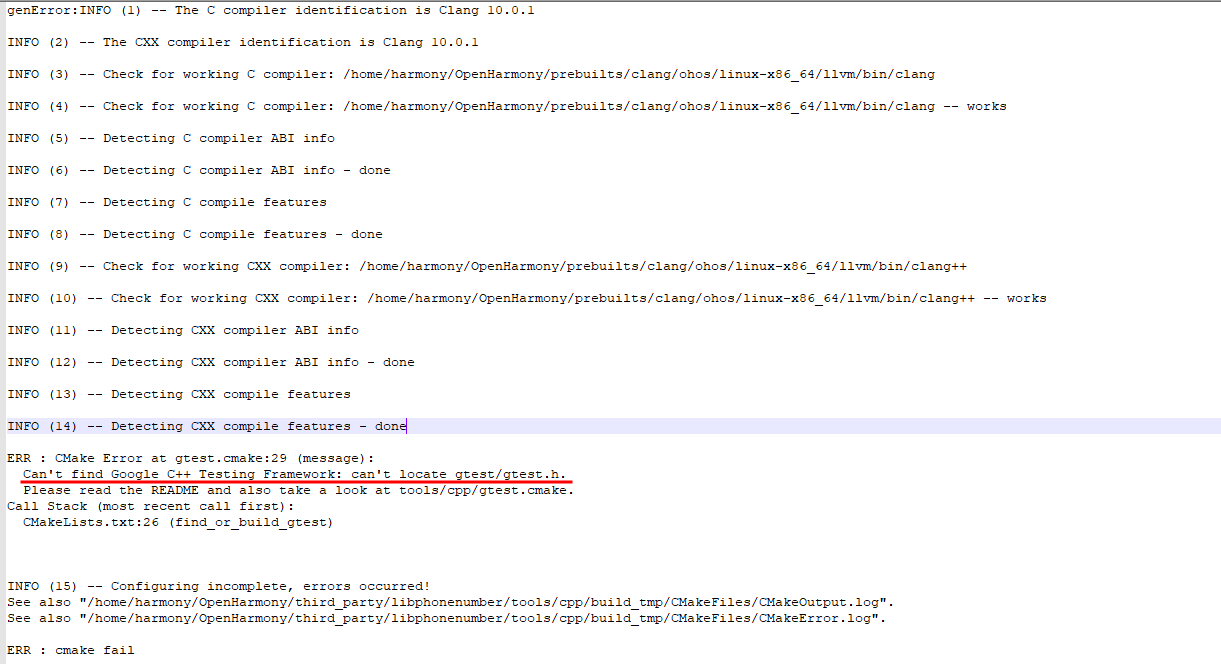 genError:INFO (1) -- The C compiler identification is Clang 10.0.1
INFO (2) -- The CXX compiler identification is Clang 10.0.1
INFO (3) -- Check for working C compiler: /home/harmony/OpenHarmony/prebuilts/clang/ohos/linux-x86_64/llvm/bin/clang
INFO (4) -- Check for working C compiler: /home/harmony/OpenHarmony/prebuilts/clang/ohos/linux-x86_64/llvm/bin/clang -- works
INFO (5) -- Detecting C compiler ABI info
INFO (6) -- Detecting C compiler ABI info - done
INFO (7) -- Detecting C compile features
INFO (8) -- Detecting C compile features - done
INFO (9) -- Check for working CXX compiler: /home/harmony/OpenHarmony/prebuilts/clang/ohos/linux-x86_64/llvm/bin/clang++
INFO (10) -- Check for working CXX compiler: /home/harmony/OpenHarmony/prebuilts/clang/ohos/linux-x86_64/llvm/bin/clang++ -- works
INFO (11) -- Detecting CXX compiler ABI info
INFO (12) -- Detecting CXX compiler ABI info - done
INFO (13) -- Detecting CXX compile features
INFO (14) -- Detecting CXX compile features - done
ERR : CMake Error at gtest.cmake:29 (message):
Can't find Google C++ Testing Framework: can't locate gtest/gtest.h.
Please read the README and also take a look at tools/cpp/gtest.cmake.
Call Stack (most recent call first):
CMakeLists.txt:26 (find_or_build_gtest)
INFO (15) -- Configuring incomplete, errors occurred!
See also "/home/harmony/OpenHarmony/third_party/libphonenumber/tools/cpp/build_tmp/CMakeFiles/CMakeOutput.log".
See also "/home/harmony/OpenHarmony/third_party/libphonenumber/tools/cpp/build_tmp/CMakeFiles/CMakeError.log".
ERR : cmake fail